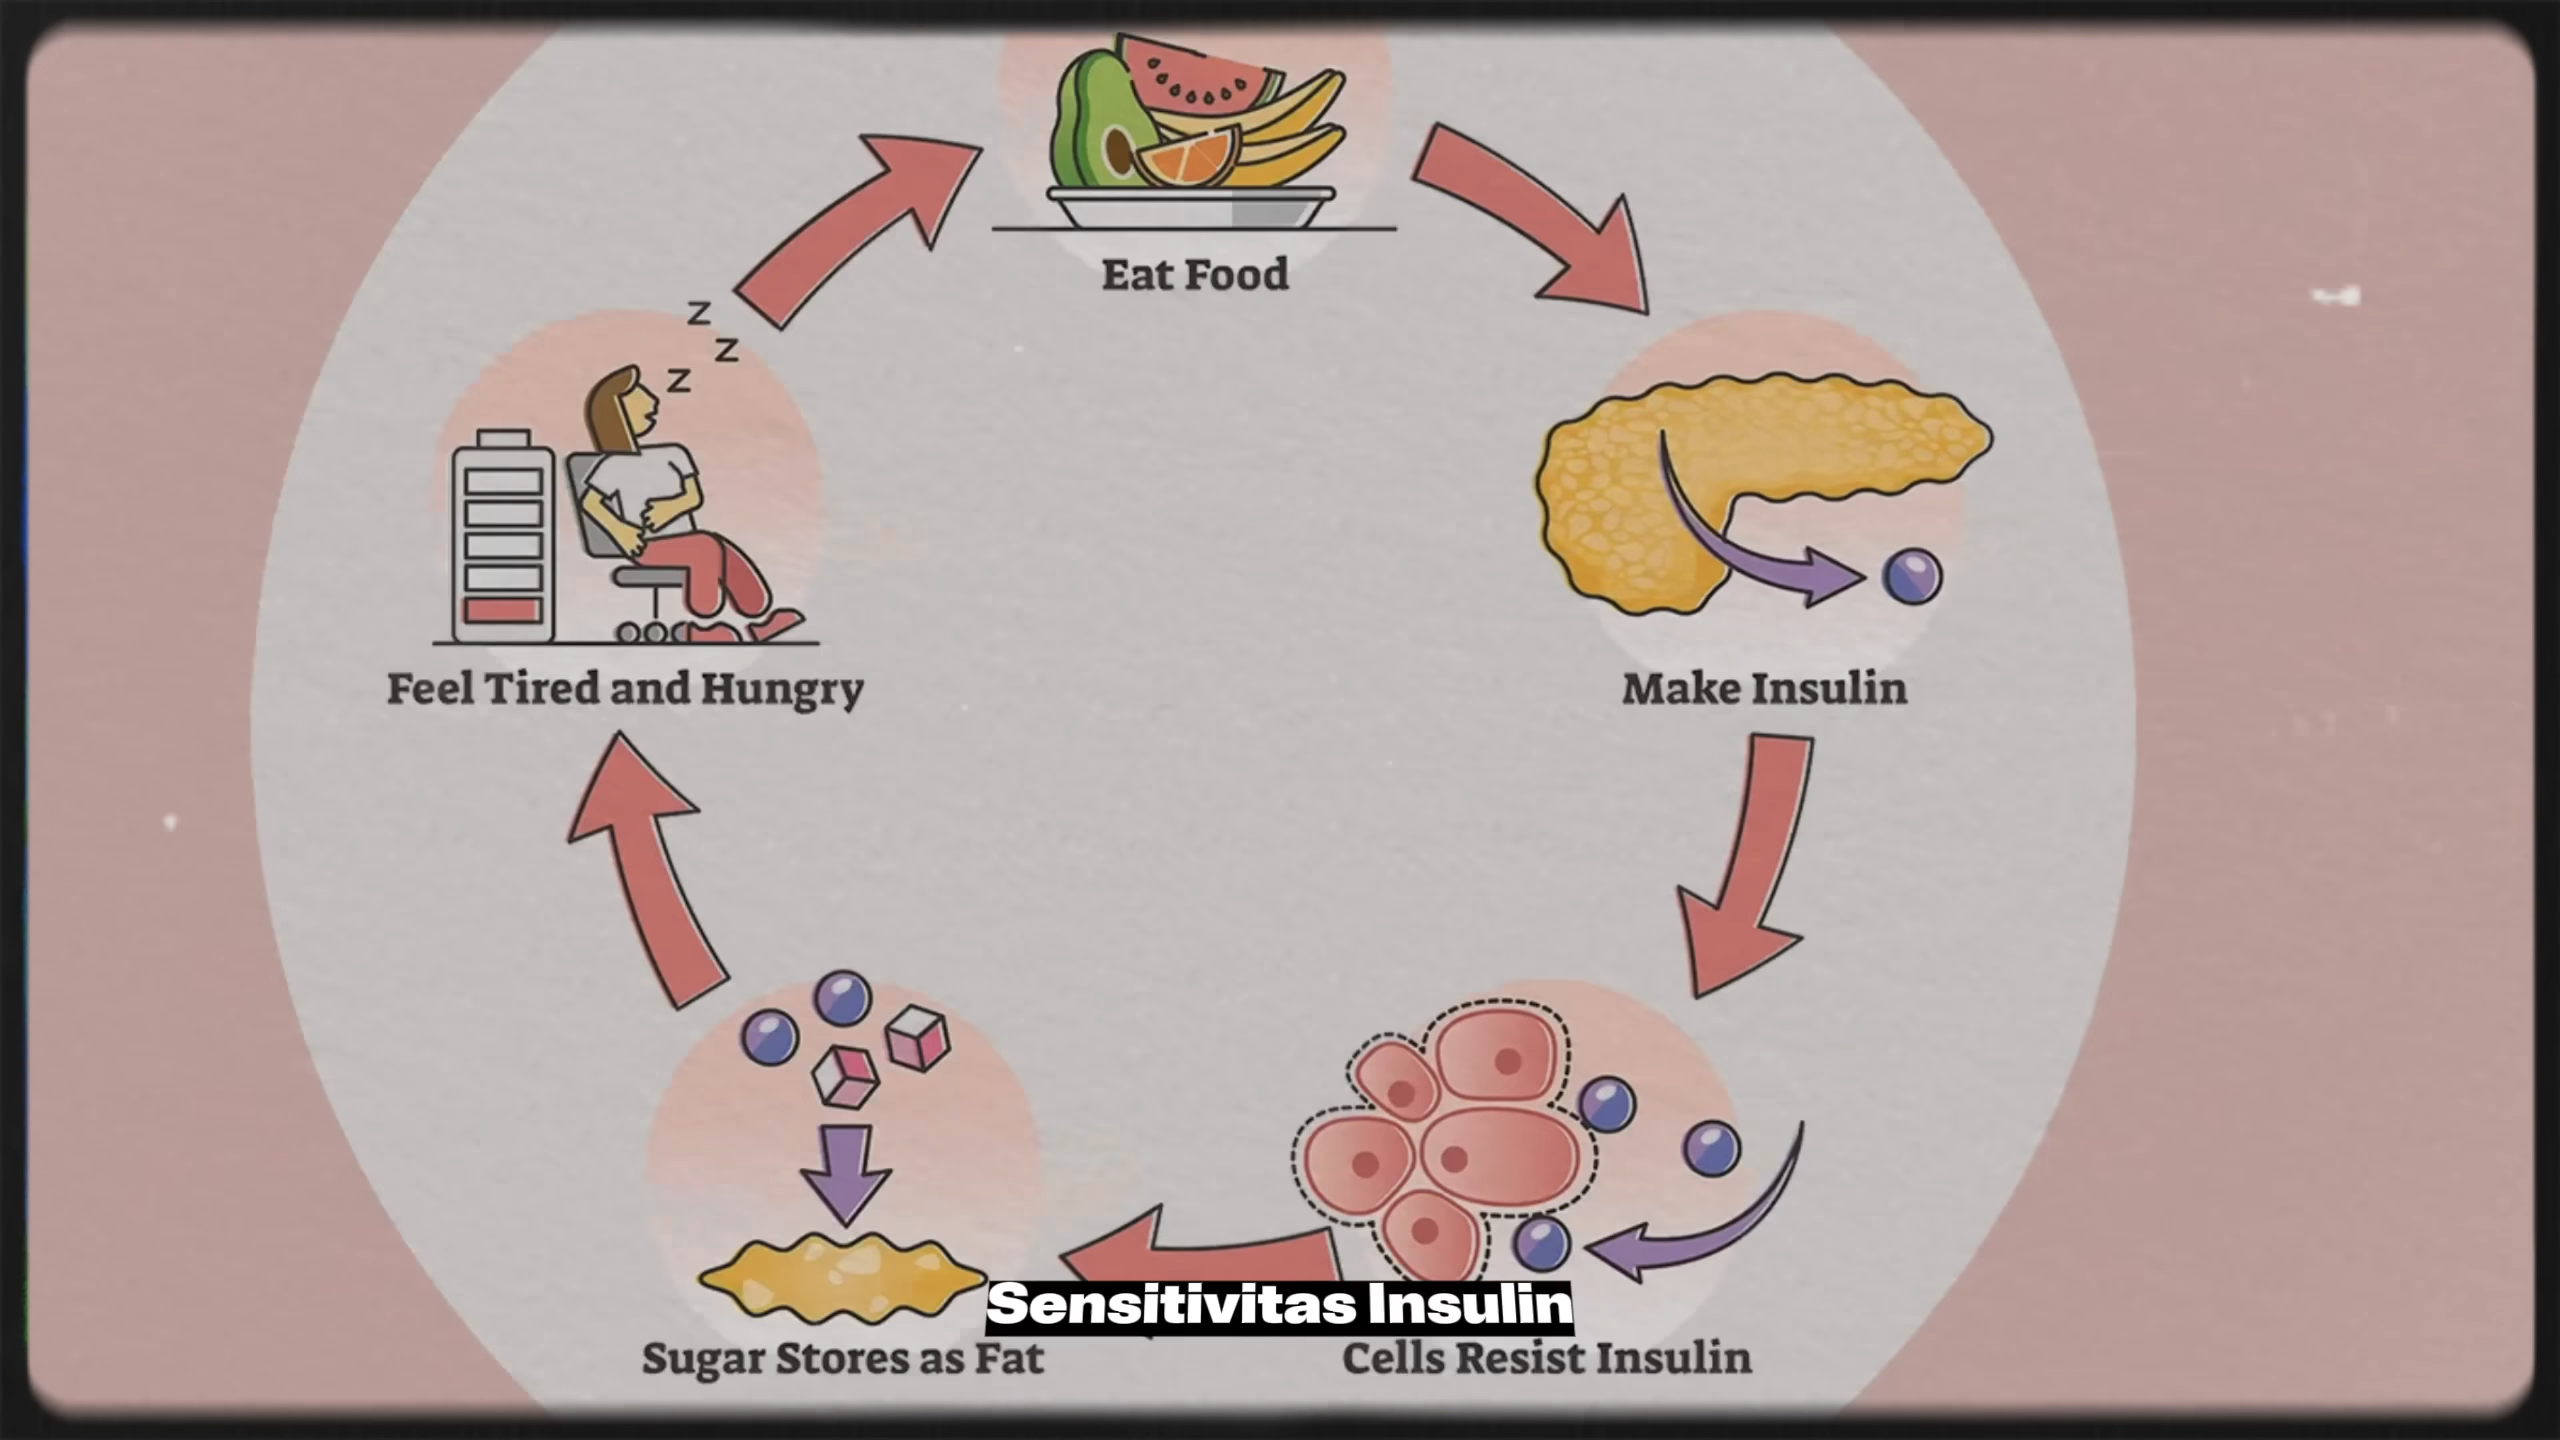 Eat Food
z
z
z
Feel Tired and Hungry
Make Insulin
Sensitivitas Insulin
Sugar Stores as Fat
Cells Resist Insulin